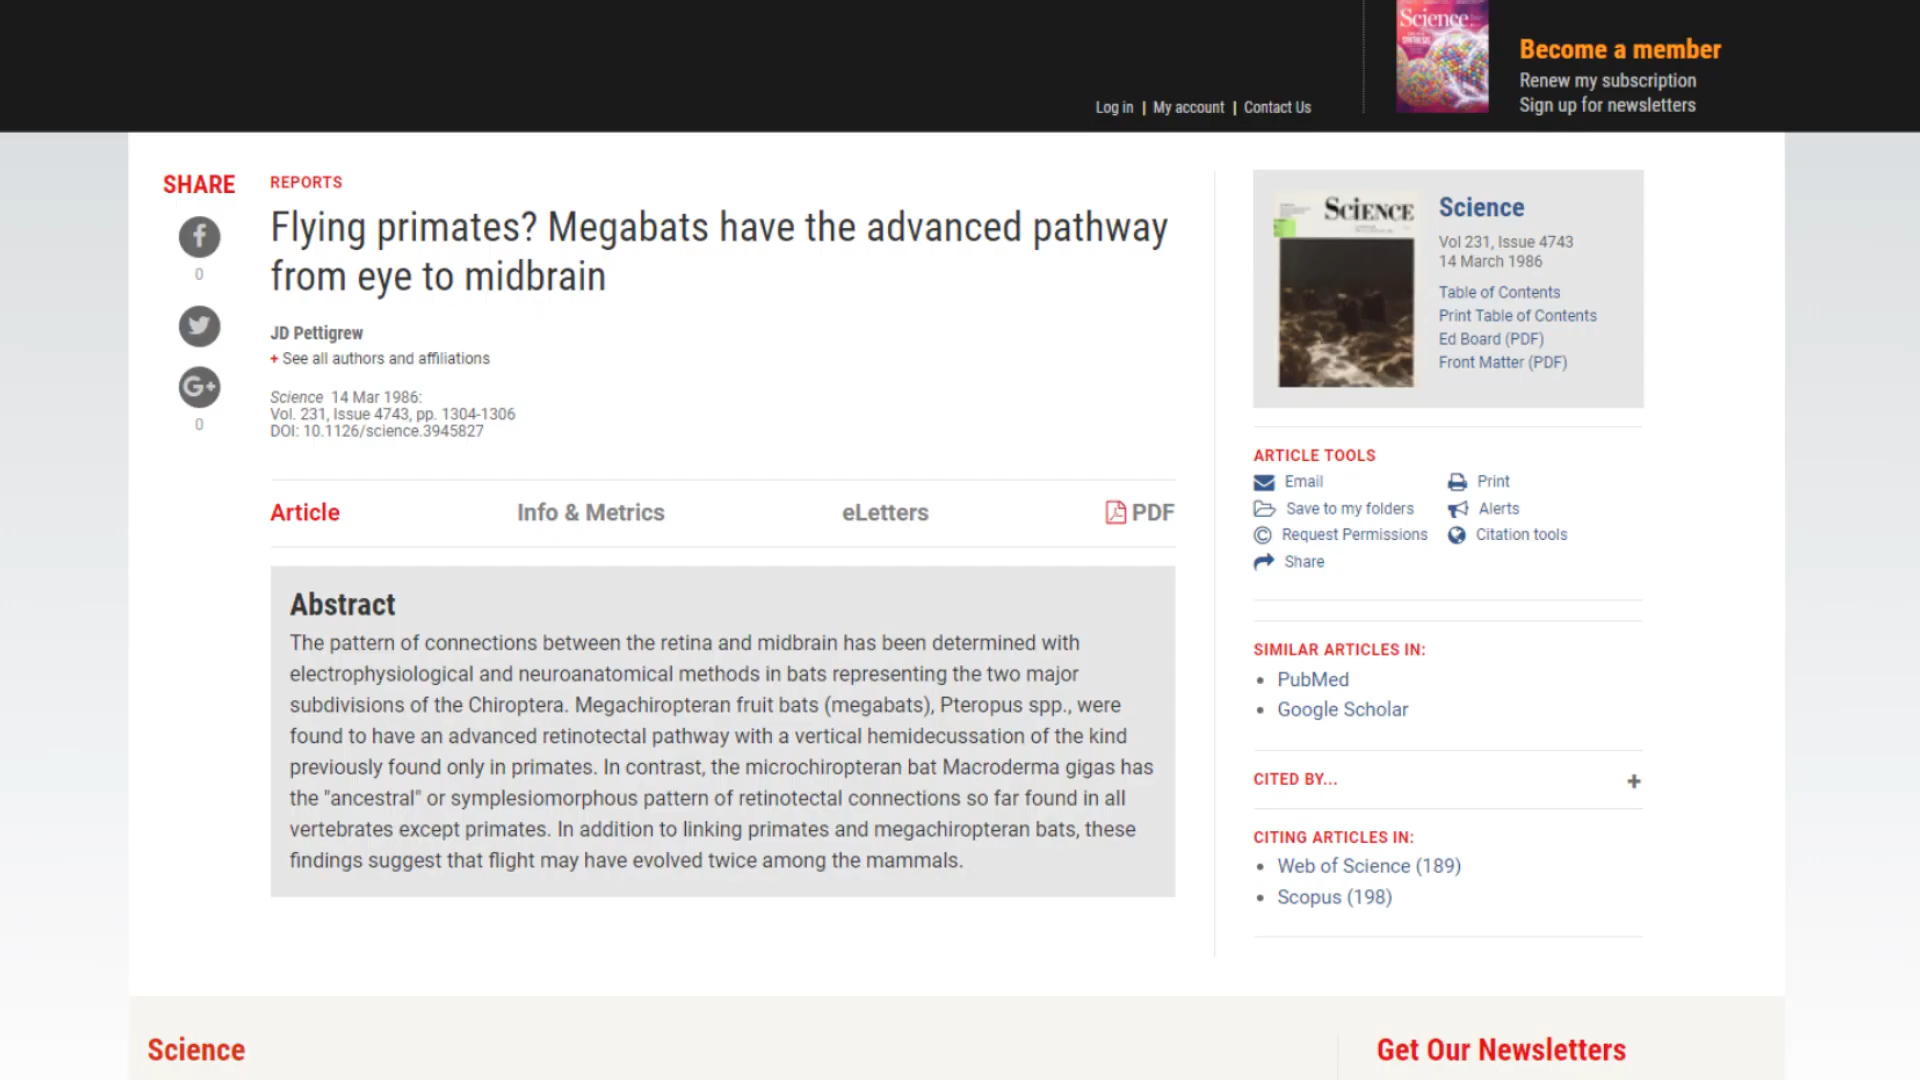 Science
Become a member
Renew my subscription
Sign up for newsletters
Log in | My account | Contact Us
SHARE
0
0
REPORTS
Flying primates? Megabats have the advanced pathway
from eye to midbrain
JD Pettigrew
+ See all authors and affiliations
Science 14 Mar 1986:
Vol. 231, Issue 4743, pp. 1304-1306
DOI: 10.1126/science.3945827
Article
Info & Metrics
eLetters
PDF
Abstract
The pattern of connections between the retina and midbrain has been determined with
electrophysiological and neuroanatomical methods in bats representing the two major
subdivisions of the Chiroptera. Megachiropteran fruit bats (megabats), Pteropus spp., were
found to have an advanced retinotectal pathway with a vertical hemidecussation of the kind
previously found only in primates. In contrast, the microchiropteran bat Macroderma gigas has
the "ancestral" or symplesiomorphous pattern of retinotectal connections so far found in all
vertebrates except primates. In addition to linking primates and megachiropteran bats, these
findings suggest that flight may have evolved twice among the mammals.
SCIENCE
Science
Vol 231, Issue 4743
14 March 1986
Table of Contents
Print Table of Contents
Ed Board (PDF)
Front Matter (PDF)
ARTICLE TOOLS
Email
Print
Save to my folders
Alerts
Request Permissions
Citation tools
Share
SIMILAR ARTICLES IN:
PubMed
Google Scholar
CITED BY...
+
CITING ARTICLES IN:
Web of Science (189)
Scopus (198)
Science
Get Our Newsletters